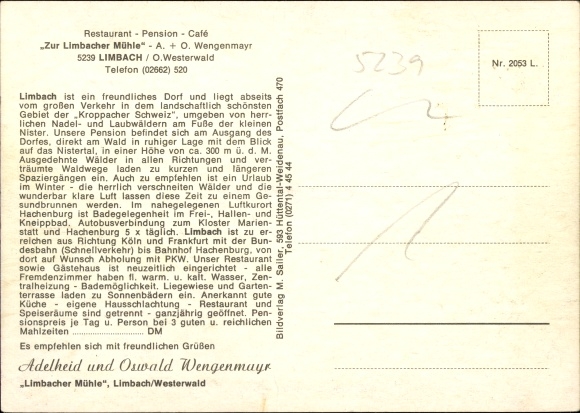 Restaurant - Pension - Café
„Zur Limbacher Mühle" - A. + O. Wengenmayr
5239 LIMBACH / O.Westerwald
Telefon (02662) 520
Limbach ist ein freundliches Dorf und liegt abseits
vom großen Verkehr in dem landschaftlich schönsten
Gebiet der „Kroppacher Schweiz", umgeben von herr-
lichen Nadel- und Laubwäldern am Fuße der kleinen
Nister. Unsere Pension befindet sich am Ausgang des
Dorfes, direkt am Wald in ruhiger Lage mit dem Blick
auf das Nistertal, in einer Höhe von ca. 300 m ü. d. M.
Ausgedehnte Wälder in allen Richtungen und ver-
träumte Waldwege laden zu kurzen und längeren
Spaziergängen ein. Auch zu empfehlen ist ein Urlaub
im Winter - die herrlich verschneiten Wälder und die
wunderbar klare Luft lassen diese Zeit zu einem Ge-
sundbrunnen werden. Im nahegelegenen Luftkurort
Hachenburg ist Badegelegenheit im Frei-, Hallen- und
Kneippbad. Autobusverbindung zum Kloster Marien-
statt und Hachenburg 5 x täglich. Limbach ist zu er-
reichen aus Richtung Köln und Frankfurt mit der Bun-
desbahn (Schnellverkehr) bis Bahnhof Hachenburg, von
dort auf Wunsch Abholung mit PKW. Unser Restaurant
sowie Gästehaus ist neuzeitlich eingerichtet - alle
Fremdenzimmer haben fl. warm. u. kalt. Wasser, Zen-
tralheizung - Bademöglichkeit. Liegewiese und Garten-
terrasse laden zu Sonnenbädern ein. Anerkannt gute
Küche - eigene Hausschlachtung - Restaurant und
Speiseräume sind getrennt - ganzjährig geöffnet. Pen-
sionspreis je Tag u. Person bei 3 guten u. reichlichen
Mahlzeiten ........................ DM
Es empfehlen sich mit freundlichen Grüßen
Adelheid und Oswald Wengenmayr
„Limbacher Mühle", Limbach/Westerwald
Bildverlag M. Sailer, 593 Hüttental-Weidenau, Postfach 470
Telefon (0271) 4 45 44
5239
Nr. 2053 L.